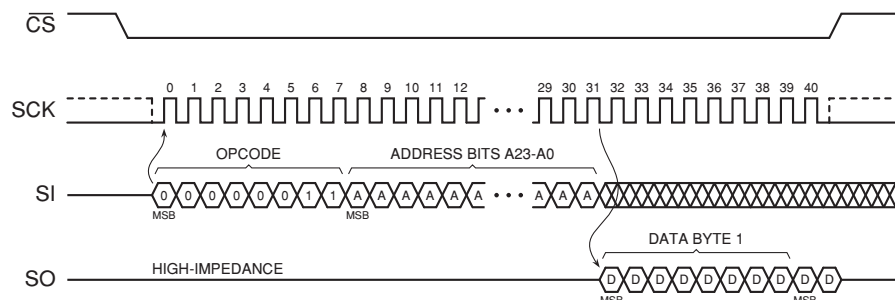 CS
0 1 2 3 4 5 6 7 8 9 10 11 12 29 30 31 32 33 34 35 36 37 38 39 40
SCK
OPCODE ADDRESS BITS A23-A0
SI 0 0 0 0 0 0 1 1 A A A A A A A A A
MSB MSB
DATA BYTE 1
HIGH-IMPEDANCE
SO D D D D D D D D D D
MSB MSB